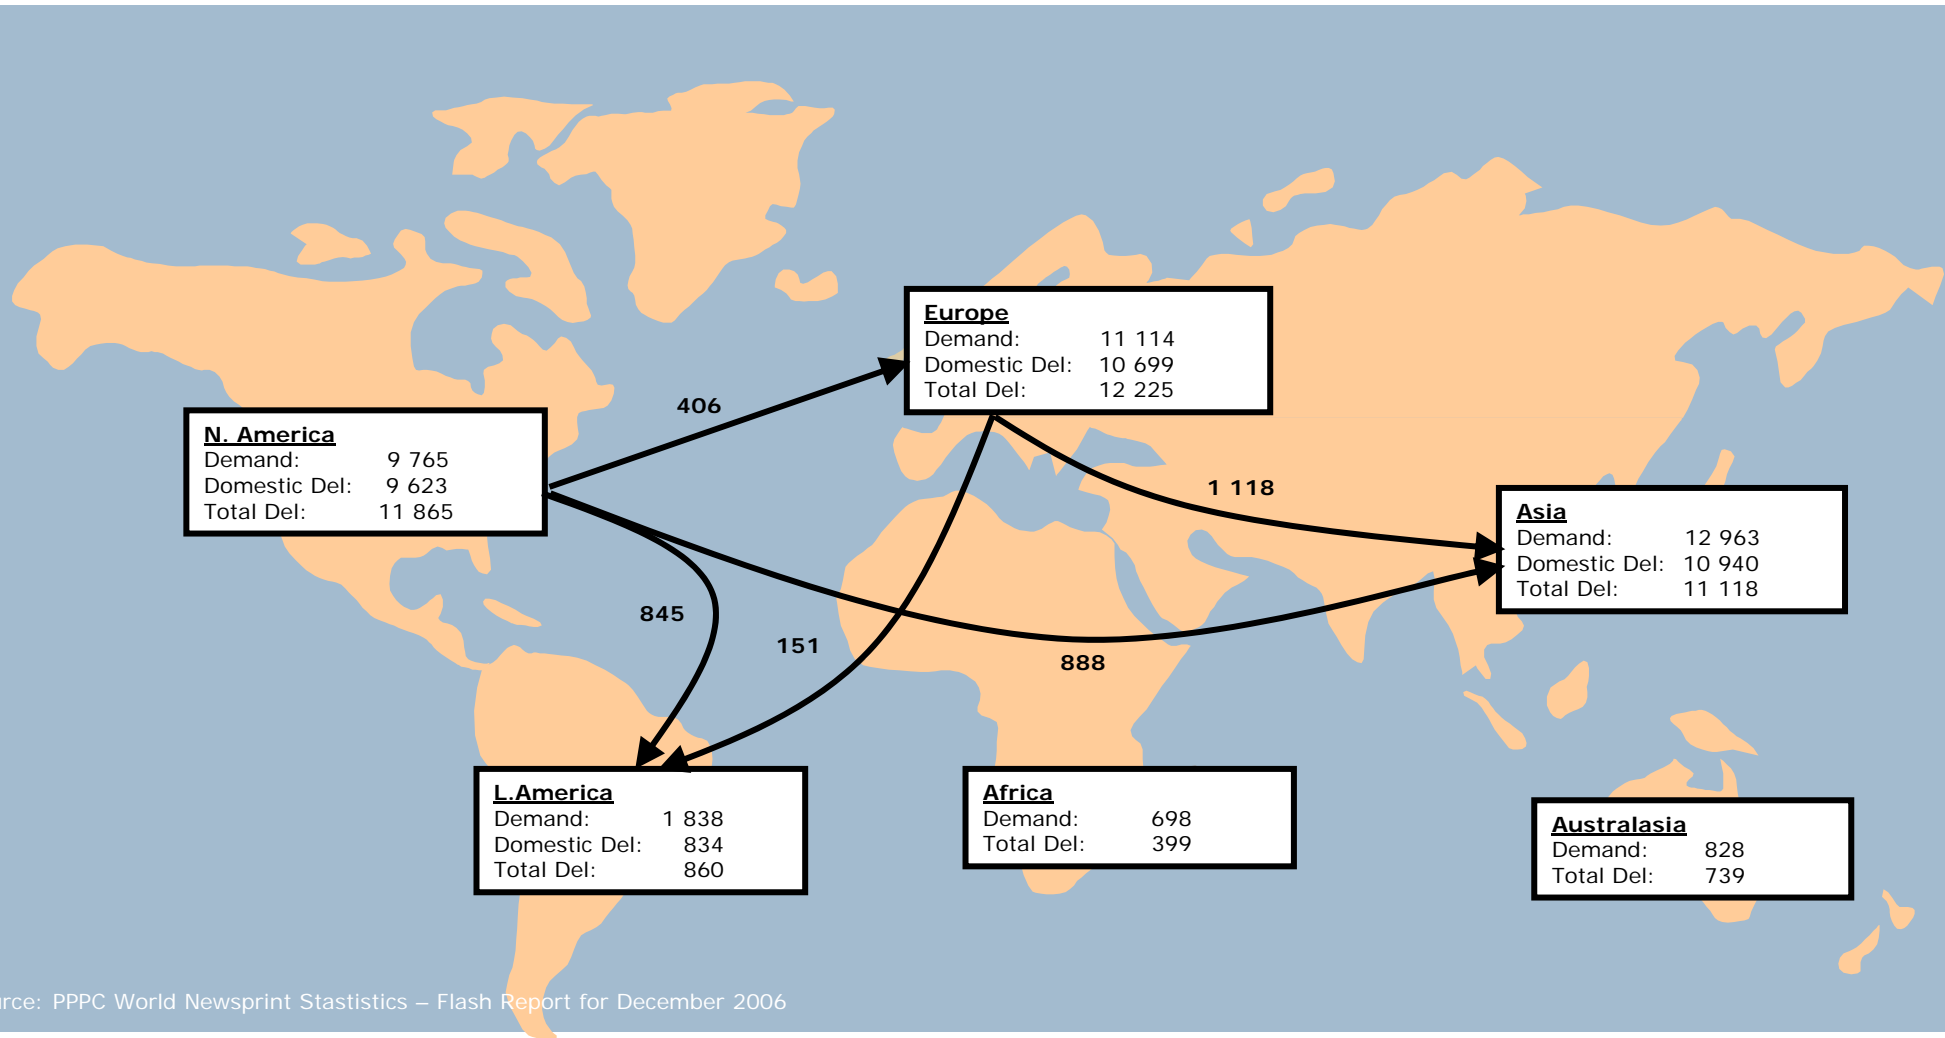 Europe
Demand: 11 114
Domestic Del: 10 699
Total Del: 12 225
406
N. America
Demand: 9 765
Domestic Del: 9 623
Total Del: 11 865
1 118
Asia
Demand: 12 963
Domestic Del: 10 940
Total Del: 11 118
845
151
888
L.America
Demand: 1 838
Domestic Del: 834
Total Del: 860
Africa
Demand: 698
Total Del: 399
Australasia
Demand: 828
Total Del: 739
rce: PPPC World Newsprint Stastistics – Flash Report for December 2006